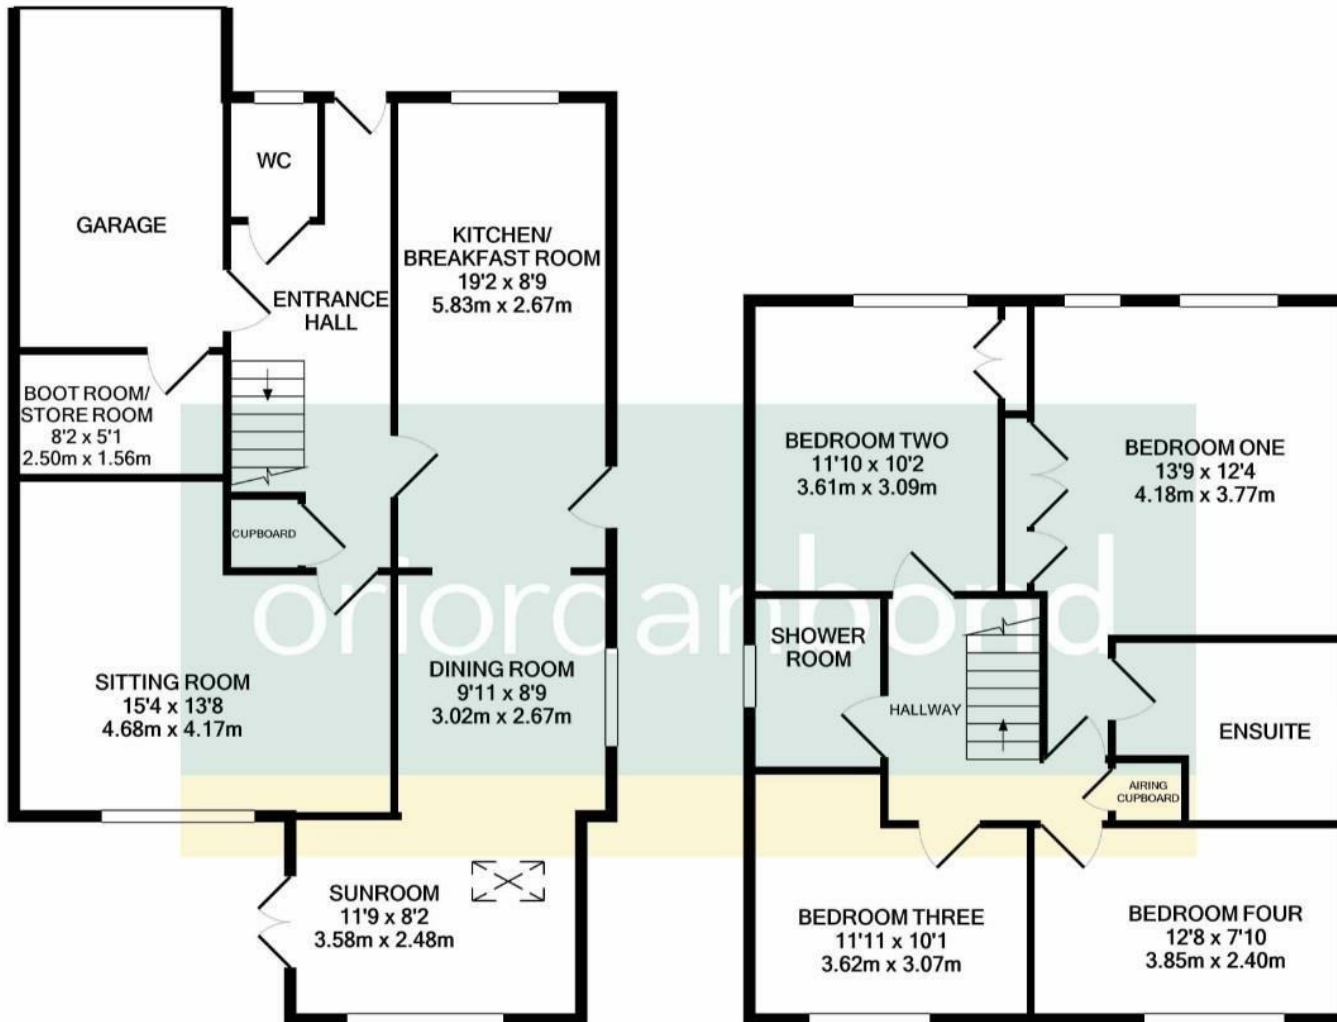 GARAGE
WC
ENTRANCE
HALL
KITCHEN/
BREAKFAST ROOM
19'2 x 8'9
5.83m x 2.67m
BOOT ROOM/
STORE ROOM
8'2 x 5'1
2.50m x 1.56m
CUPBOARD
SITTING ROOM
15'4 x 13'8
4.68m x 4.17m
DINING ROOM
9'11 x 8'9
3.02m x 2.67m
SUNROOM
11'9 x 8'2
3.58m x 2.48m
BEDROOM TWO
11'10 x 10'2
3.61m x 3.09m
BEDROOM ONE
13'9 x 12'4
4.18m x 3.77m
SHOWER
ROOM
HALLWAY
ENSUITE
AIRING
CUPBOARD
BEDROOM THREE
11'11 x 10'1
3.62m x 3.07m
BEDROOM FOUR
12'8 x 7'10
3.85m x 2.40m
oriordanbond